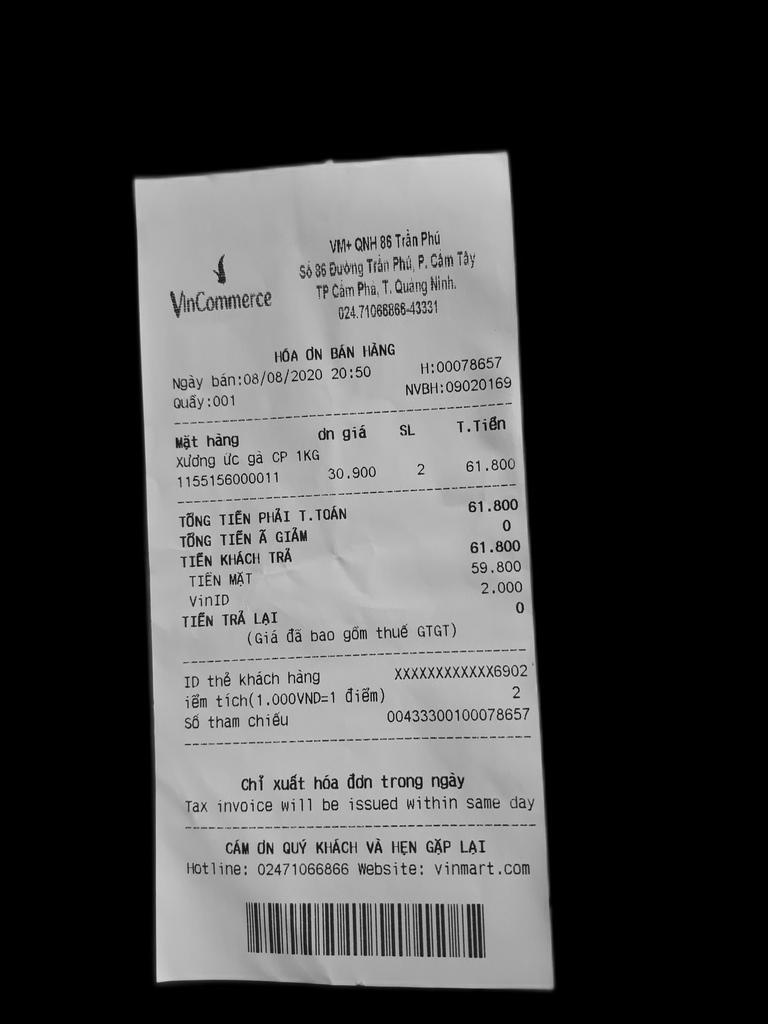 VinCommerce
VM+ QNH 86 Trần Phú
Số 86 Đường Trần Phú, P. Cẩm Tây
TP Cẩm Phả, T. Quảng Ninh.
024.71066866-43331
HÓA ƠN BÁN HÀNG
Ngày bán:08/08/2020 20:50 H:00078657
Quầy:001 NVBH:09020169
Mặt hàng ơn giá SL T.Tiền
Xương ức gà CP 1KG
1155156000011 30.900 2 61.800
TỔNG TIỀN PHẢI T.TOÁN 61.800
TỔNG TIỀN Ã GIẢM 0
TIỀN KHÁCH TRẢ 61.800
TIỀN MẶT 59.800
VinID 2.000
TIỀN TRẢ LẠI 0
(Giá đã bao gồm thuế GTGT)
ID thẻ khách hàng XXXXXXXXXXXX6902
iểm tích(1.000VND=1 điểm) 2
Số tham chiếu 00433300100078657
Chỉ xuất hóa đơn trong ngày
Tax invoice will be issued within same day
CÁM ƠN QUÝ KHÁCH VÀ HẸN GẶP LẠI
Hotline: 02471066866 Website: vinmart.com